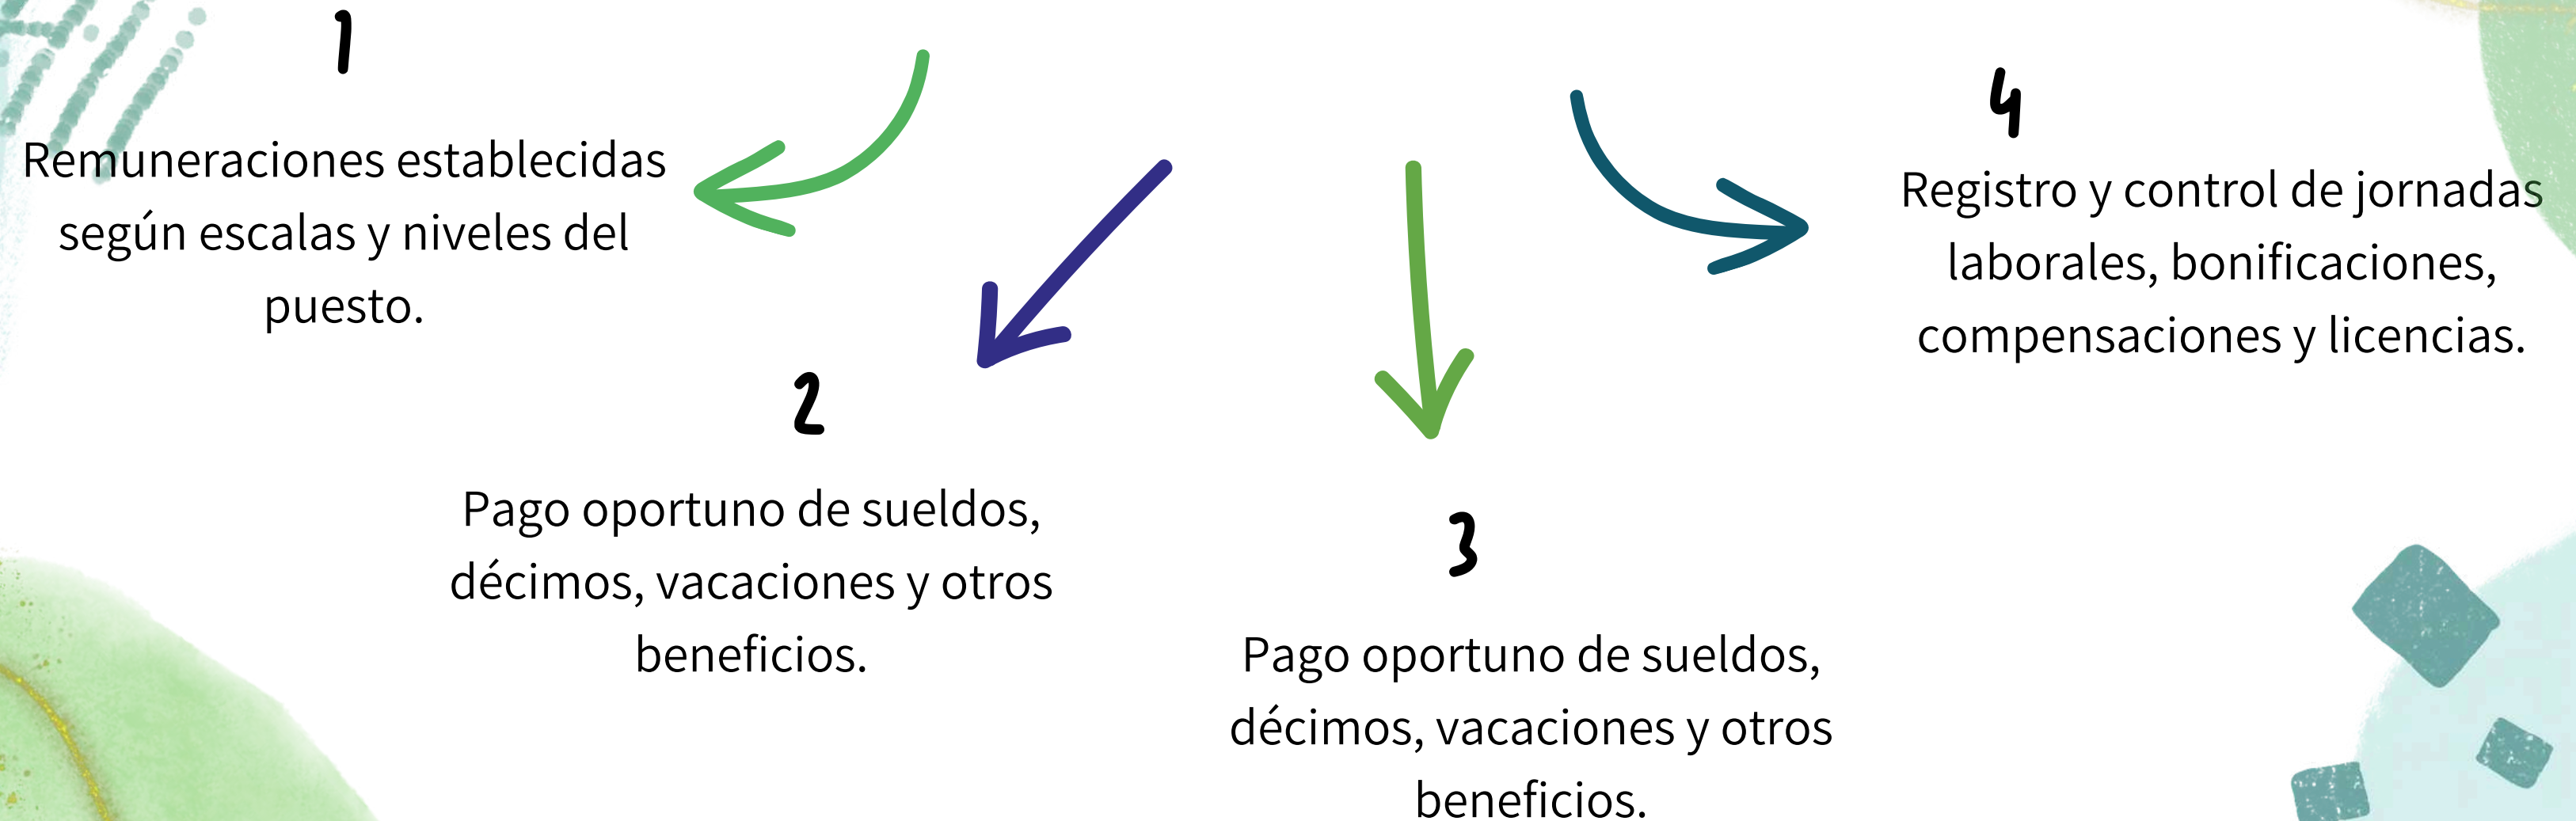 1
Remuneraciones establecidas
según escalas y niveles del
puesto.
2
Pago oportuno de sueldos,
décimos, vacaciones y otros
beneficios.
3
Pago oportuno de sueldos,
décimos, vacaciones y otros
beneficios.
4
Registro y control de jornadas
laborales, bonificaciones,
compensaciones y licencias.